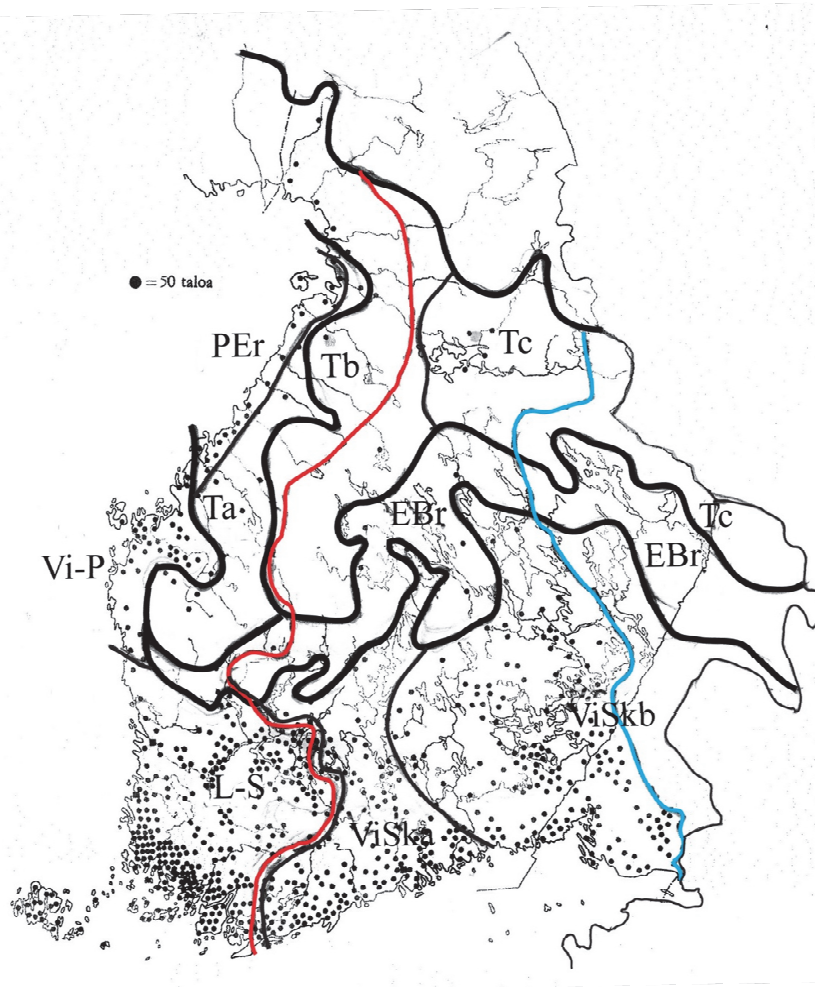 = 50 taloa
PEr
Tc
Tb
Ta
EBr
Tc
Vi-P
EBr
ViSkb
L-S
ViSka